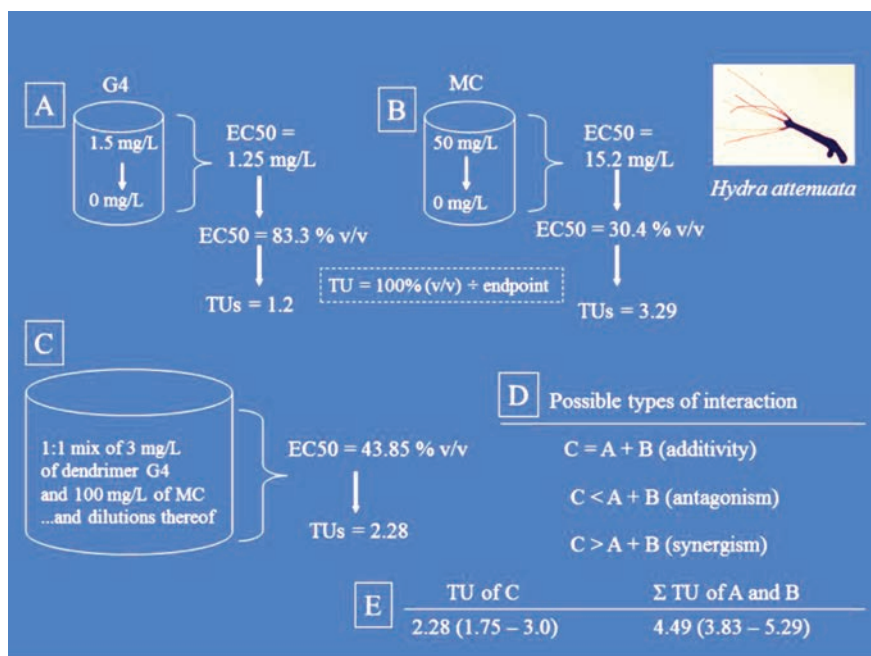 A
G4
1.5 mg/L
0 mg/L
EC50 =
1.25 mg/L
EC50 = 83.3 % v/v
TUs = 1.2
B
MC
50 mg/L
0 mg/L
EC50 =
15.2 mg/L
EC50 = 30.4 % v/v
TUs = 3.29
Hydra attenuata
TU = 100% (v/v) ÷ endpoint
C
1:1 mix of 3 mg/L
of dendrimer G4
and 100 mg/L of MC
...and dilutions thereof
EC50 = 43.85 % v/v
TUs = 2.28
D
Possible types of interaction
C = A + B (additivity)
C < A + B (antagonism)
C > A + B (synergism)
E
TU of C
Σ TU of A and B
2.28 (1.75 – 3.0)
4.49 (3.83 – 5.29)